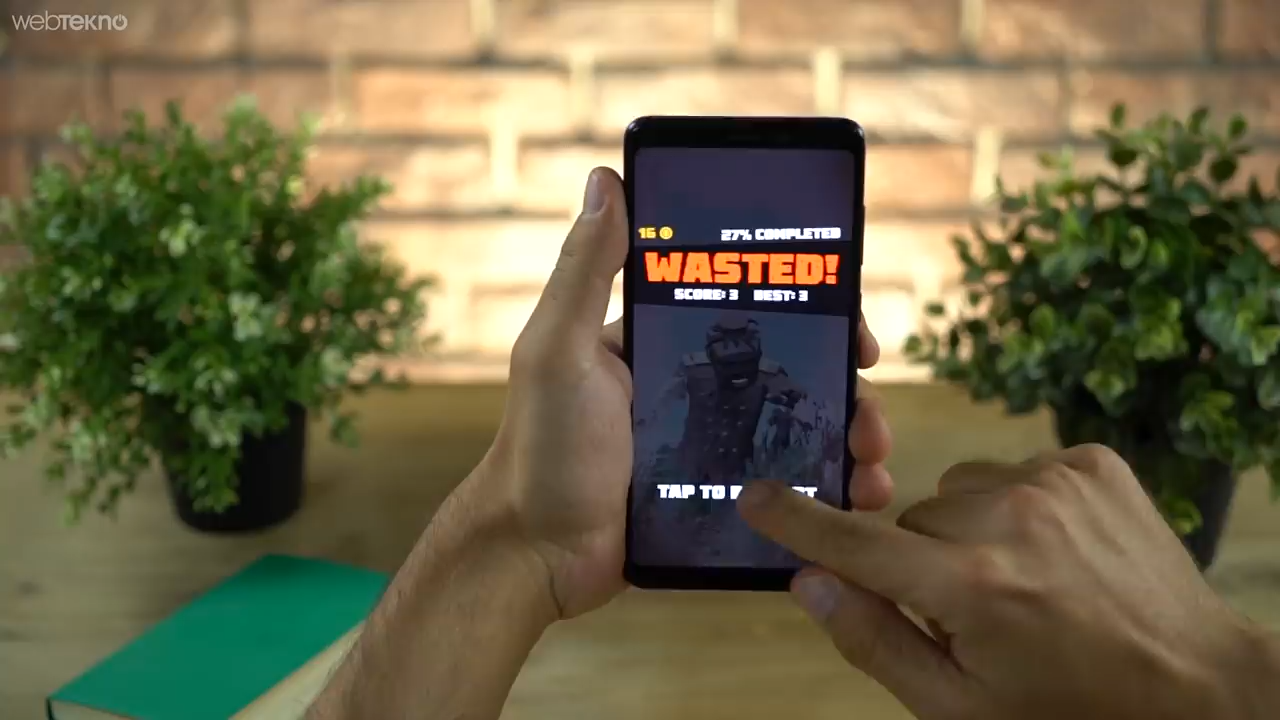 webtekno
16
27% COMPLETED
WASTED!
SCORE: 3 BEST: 3
TAP TO